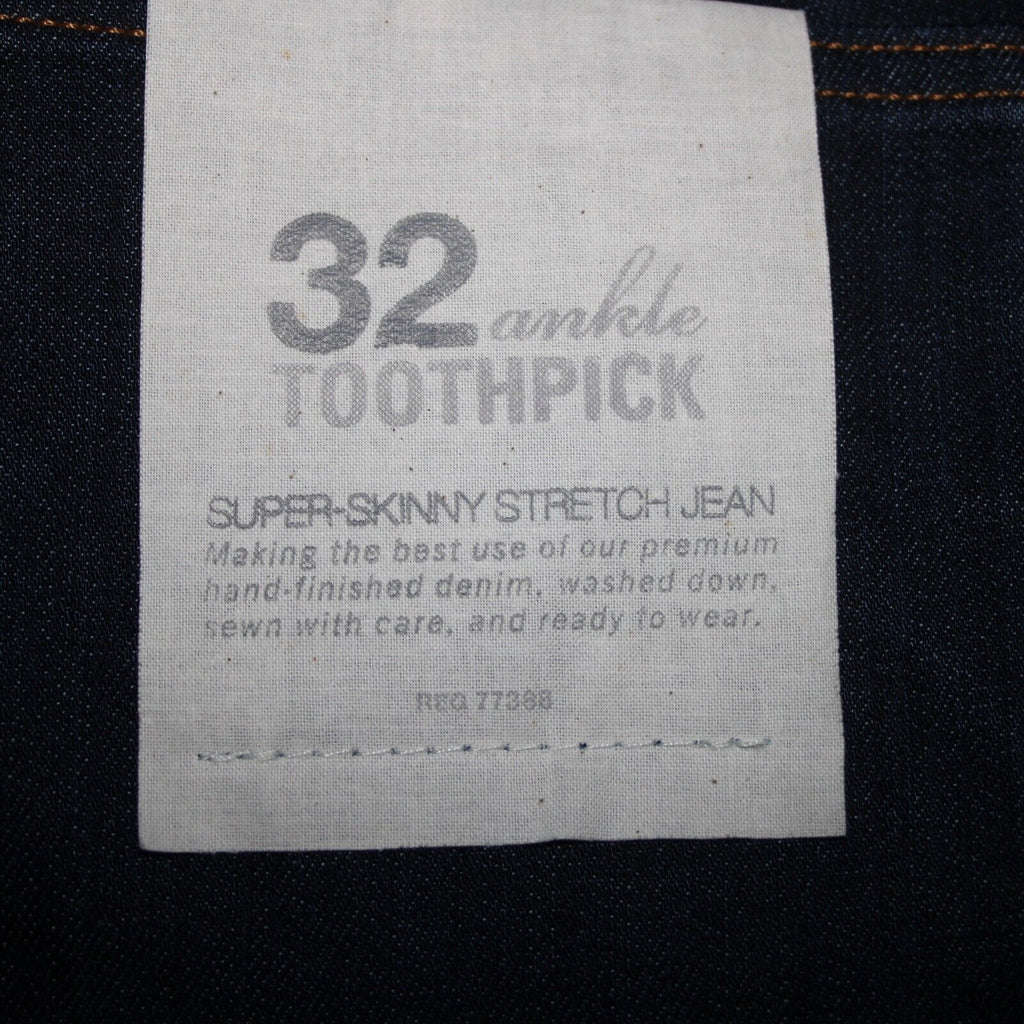 32 ankle
TOOTHPICK
SUPER-SKINNY STRETCH JEAN
Making the best use of our premium
hand-finished denim, washed down,
sewn with care, and ready to wear.
REG 77388